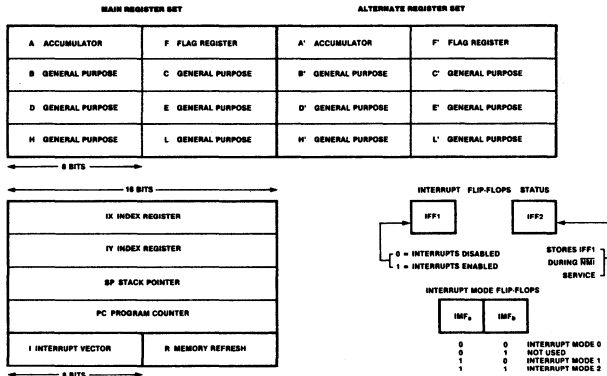 MAIN REGISTER SET
ALTERNATE REGISTER SET
A ACCUMULATOR
F FLAG REGISTER
A' ACCUMULATOR
F' FLAG REGISTER
B GENERAL PURPOSE
C GENERAL PURPOSE
B' GENERAL PURPOSE
C' GENERAL PURPOSE
D GENERAL PURPOSE
E GENERAL PURPOSE
D' GENERAL PURPOSE
E' GENERAL PURPOSE
H GENERAL PURPOSE
L GENERAL PURPOSE
H' GENERAL PURPOSE
L' GENERAL PURPOSE
8 BITS
16 BITS
IX INDEX REGISTER
IY INDEX REGISTER
SP STACK POINTER
PC PROGRAM COUNTER
I INTERRUPT VECTOR
R MEMORY REFRESH
8 BITS
INTERRUPT FLIP-FLOPS STATUS
IFF1
IFF2
0 = INTERRUPTS DISABLED
1 = INTERRUPTS ENABLED
STORES IFF1
DURING NMI
SERVICE
INTERRUPT MODE FLIP-FLOPS
IMFa
IMFb
0 0 INTERRUPT MODE 0
0 1 NOT USED
1 0 INTERRUPT MODE 1
1 1 INTERRUPT MODE 2